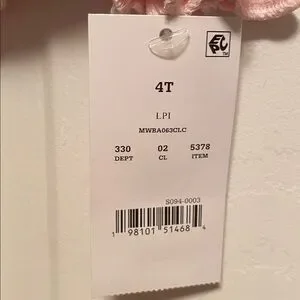 4T
LPI
MWBA063CLC
330 02 5378
DEPT CL ITEM
S094-0003
1 98101 51468 4